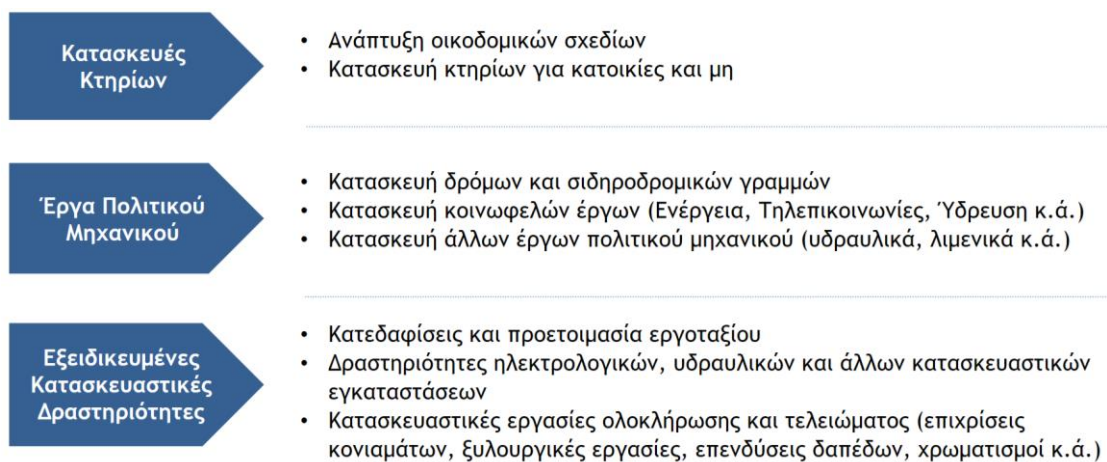 Κατασκευές
Κτηρίων
• Ανάπτυξη οικοδομικών σχεδίων
• Κατασκευή κτηρίων για κατοικίες και μη
Έργα Πολιτικού
Μηχανικού
• Κατασκευή δρόμων και σιδηροδρομικών γραμμών
• Κατασκευή κοινωφελών έργων (Ενέργεια, Τηλεπικοινωνίες, Ύδρευση κ.ά.)
• Κατασκευή άλλων έργων πολιτικού μηχανικού (υδραυλικά, λιμενικά κ.ά.)
Εξειδικευμένες
Κατασκευαστικές
Δραστηριότητες
• Κατεδαφίσεις και προετοιμασία εργοταξίου
• Δραστηριότητες ηλεκτρολογικών, υδραυλικών και άλλων κατασκευαστικών
εγκαταστάσεων
• Κατασκευαστικές εργασίες ολοκλήρωσης και τελειώματος (επιχρίσεις
κονιαμάτων, ξυλουργικές εργασίες, επενδύσεις δαπέδων, χρωματισμοί κ.ά.)